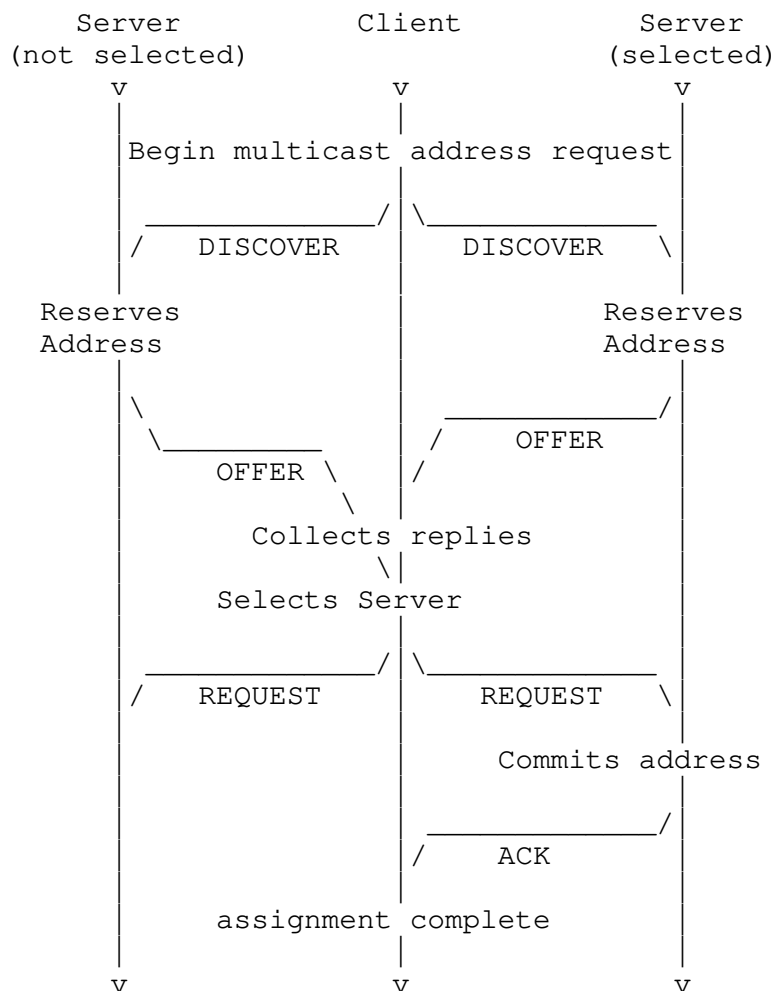 Server Client Server
(not selected) (selected)
v v v
Begin multicast address request
DISCOVER DISCOVER
Reserves Reserves
Address Address
OFFER
OFFER
Collects replies
Selects Server
REQUEST REQUEST
Commits address
ACK
assignment complete
v v v